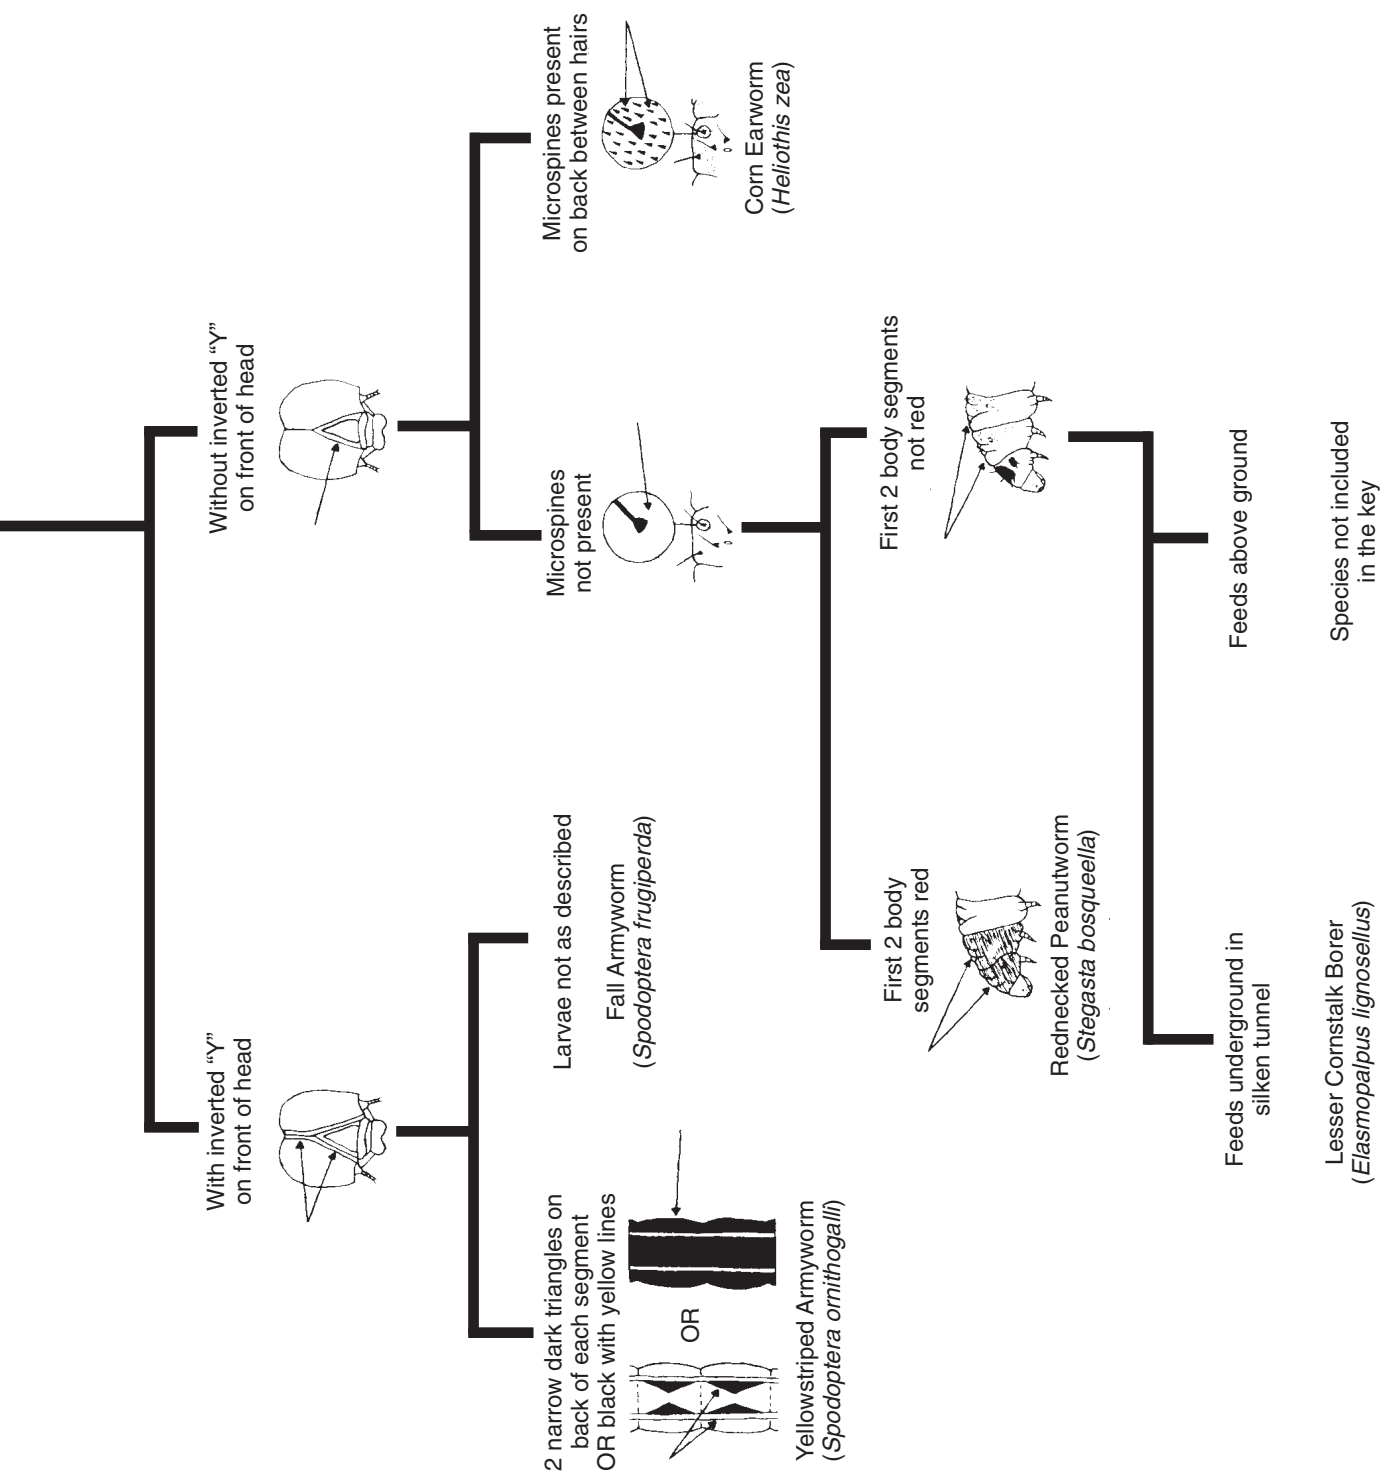 With inverted “Y”
on front of head
Without inverted “Y”
on front of head
2 narrow dark triangles on
back of each segment
OR black with yellow lines
OR
Yellowstriped Armyworm
(Spodoptera ornithogalli)
Larvae not as described
Fall Armyworm
(Spodoptera frugiperda)
Microspines
not present
Microspines present
on back between hairs
Corn Earworm
(Heliothis zea)
First 2 body
segments red
Rednecked Peanutworm
(Stegasta bosqueella)
First 2 body segments
not red
Feeds underground in
silken tunnel
Lesser Cornstalk Borer
(Elasmopalpus lignosellus)
Feeds above ground
Species not included
in the key